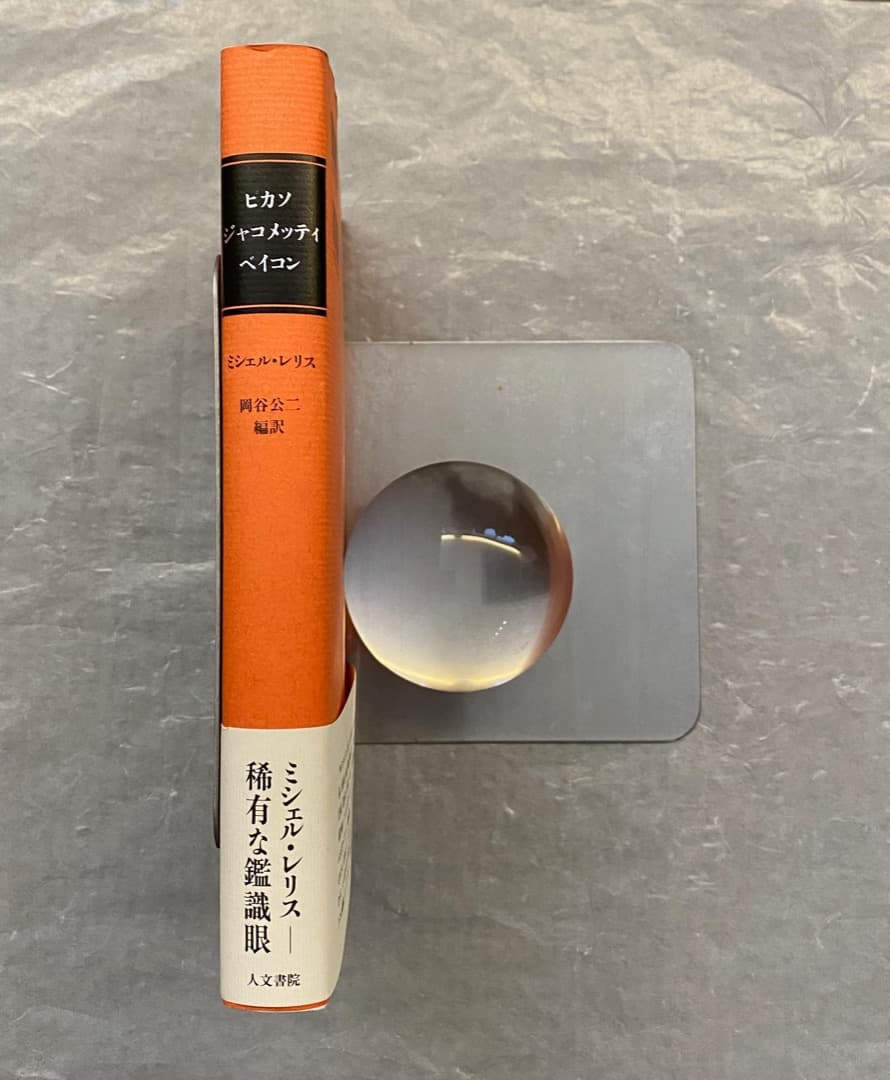 ピカソ
ジャコメッティ
ベイコン
ミシェル・レリス
岡谷公二
編訳
ミシェル・レリス—
稀有な鑑識眼
人文書院